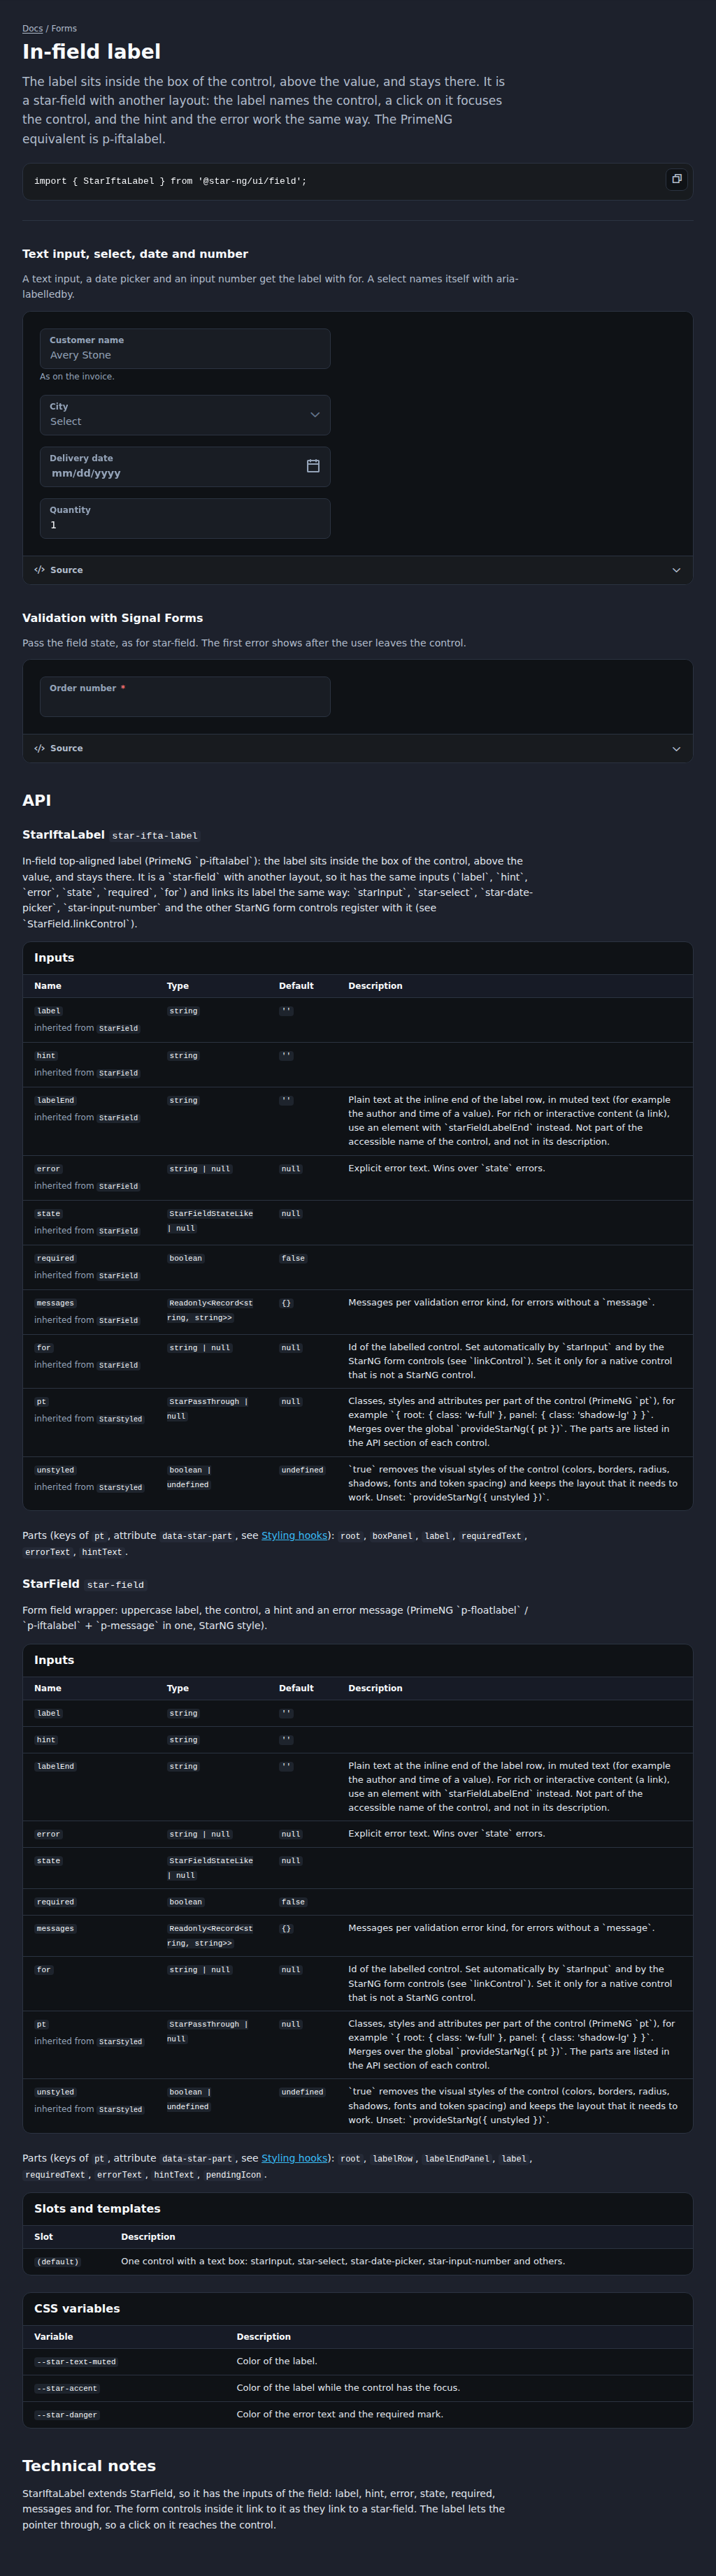 Docs / Forms
In-field label
The label sits inside the box of the control, above the value, and stays there. It is
a star-field with another layout: the label names the control, a click on it focuses
the control, and the hint and the error work the same way. The PrimeNG
equivalent is p-iftalabel.
import { StarIftaLabel } from '@star-ng/ui/field';
Text input, select, date and number
A text input, a date picker and an input number get the label with for. A select names itself with aria-
labelledby.
Customer name
Avery Stone
As on the invoice.
City
Select
Delivery date
mm/dd/yyyy
Quantity
1
Source
Validation with Signal Forms
Pass the field state, as for star-field. The first error shows after the user leaves the control.
Order number *
Source
API
StarIftaLabel star-ifta-label
In-field top-aligned label (PrimeNG `p-iftalabel`): the label sits inside the box of the control, above the
value, and stays there. It is a `star-field` with another layout, so it has the same inputs (`label`, `hint`,
`error`, `state`, `required`, `for`) and links its label the same way: `starInput`, `star-select`, `star-date-
picker`, `star-input-number` and the other StarNG form controls register with it (see
`StarField.linkControl`).
Inputs
Name Type Default Description
label string ''
inherited from StarField
hint string ''
inherited from StarField
labelEnd string '' Plain text at the inline end of the label row, in muted text (for example
inherited from StarField the author and time of a value). For rich or interactive content (a link),
use an element with `starFieldLabelEnd` instead. Not part of the
accessible name of the control, and not in its description.
error string | null null Explicit error text. Wins over `state` errors.
inherited from StarField
state StarFieldStateLike null
| null
inherited from StarField
required boolean false
inherited from StarField
messages Readonly<Record<st {} Messages per validation error kind, for errors without a `message`.
ring, string>>
inherited from StarField
for string | null null Id of the labelled control. Set automatically by `starInput` and by the
inherited from StarField StarNG form controls (see `linkControl`). Set it only for a native control
that is not a StarNG control.
pt StarPassThrough | null Classes, styles and attributes per part of the control (PrimeNG `pt`), for
inherited from StarStyled null example `{ root: { class: 'w-full' }, panel: { class: 'shadow-lg' } }`.
Merges over the global `provideStarNg({ pt })`. The parts are listed in
the API section of each control.
unstyled boolean | undefined `true` removes the visual styles of the control (colors, borders, radius,
inherited from StarStyled undefined shadows, fonts and token spacing) and keeps the layout that it needs to
work. Unset: `provideStarNg({ unstyled })`.
Parts (keys of pt, attribute data-star-part, see Styling hooks): root, boxPanel, label, requiredText,
errorText, hintText.
StarField star-field
Form field wrapper: uppercase label, the control, a hint and an error message (PrimeNG `p-floatlabel` /
`p-iftalabel` + `p-message` in one, StarNG style).
Inputs
Name Type Default Description
label string ''
hint string ''
labelEnd string '' Plain text at the inline end of the label row, in muted text (for example
the author and time of a value). For rich or interactive content (a link),
use an element with `starFieldLabelEnd` instead. Not part of the
accessible name of the control, and not in its description.
error string | null null Explicit error text. Wins over `state` errors.
state StarFieldStateLike null
| null
required boolean false
messages Readonly<Record<st {} Messages per validation error kind, for errors without a `message`.
ring, string>>
for string | null null Id of the labelled control. Set automatically by `starInput` and by the
StarNG form controls (see `linkControl`). Set it only for a native control
that is not a StarNG control.
pt StarPassThrough | null Classes, styles and attributes per part of the control (PrimeNG `pt`), for
inherited from StarStyled null example `{ root: { class: 'w-full' }, panel: { class: 'shadow-lg' } }`.
Merges over the global `provideStarNg({ pt })`. The parts are listed in
the API section of each control.
unstyled boolean | undefined `true` removes the visual styles of the control (colors, borders, radius,
inherited from StarStyled undefined shadows, fonts and token spacing) and keeps the layout that it needs to
work. Unset: `provideStarNg({ unstyled })`.
Parts (keys of pt, attribute data-star-part, see Styling hooks): root, labelRow, labelEndPanel, label,
requiredText, errorText, hintText, pendingIcon.
Slots and templates
Slot Description
(default) One control with a text box: starInput, star-select, star-date-picker, star-input-number and others.
CSS variables
Variable Description
--star-text-muted Color of the label.
--star-accent Color of the label while the control has the focus.
--star-danger Color of the error text and the required mark.
Technical notes
StarIftaLabel extends StarField, so it has the inputs of the field: label, hint, error, state, required,
messages and for. The form controls inside it link to it as they link to a star-field. The label lets the
pointer through, so a click on it reaches the control.